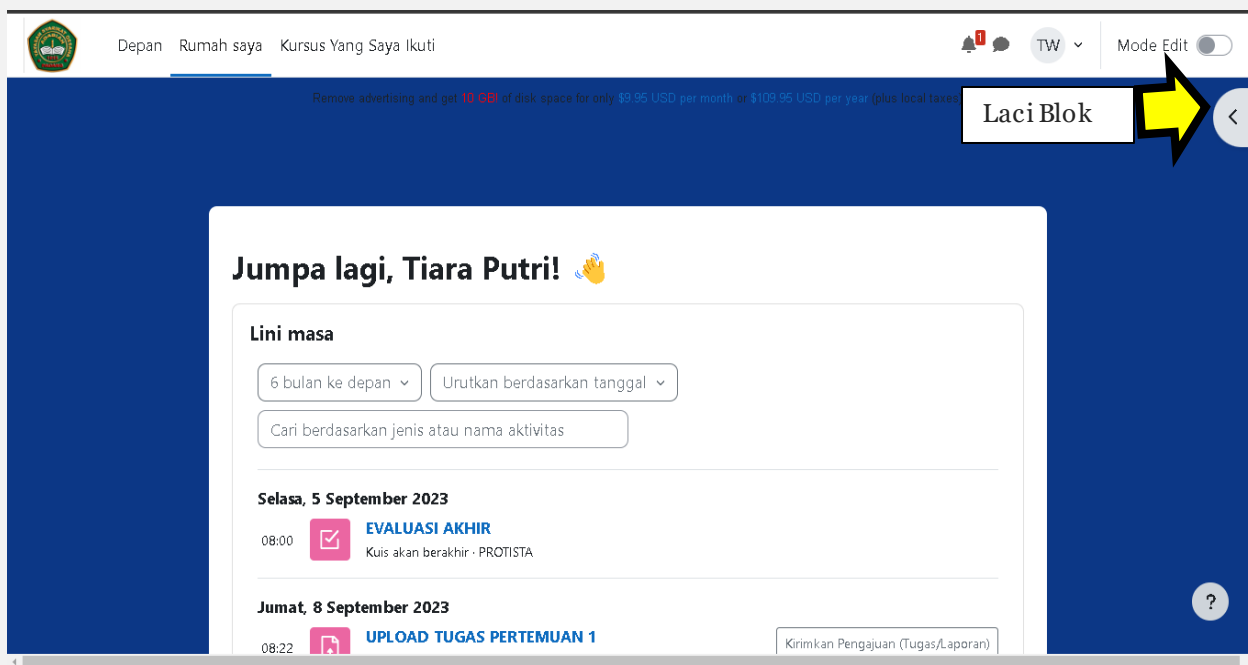 Depan Rumah saya Kursus Yang Saya Ikuti 1 TW Mode Edit
Remove advertising and get 10 GB! of disk space for only $9.95 USD per month or $109.95 USD per year (plus local taxes
Laci Blok
Jumpa lagi, Tiara Putri! 👋
Lini masa
6 bulan ke depan Urutkan berdasarkan tanggal
Cari berdasarkan jenis atau nama aktivitas
Selasa, 5 September 2023
08:00 EVALUASI AKHIR
Kuis akan berakhir · PROTISTA
Jumat, 8 September 2023
08:22 UPLOAD TUGAS PERTEMUAN 1 Kirimkan Pengajuan (Tugas/Laporan)
?